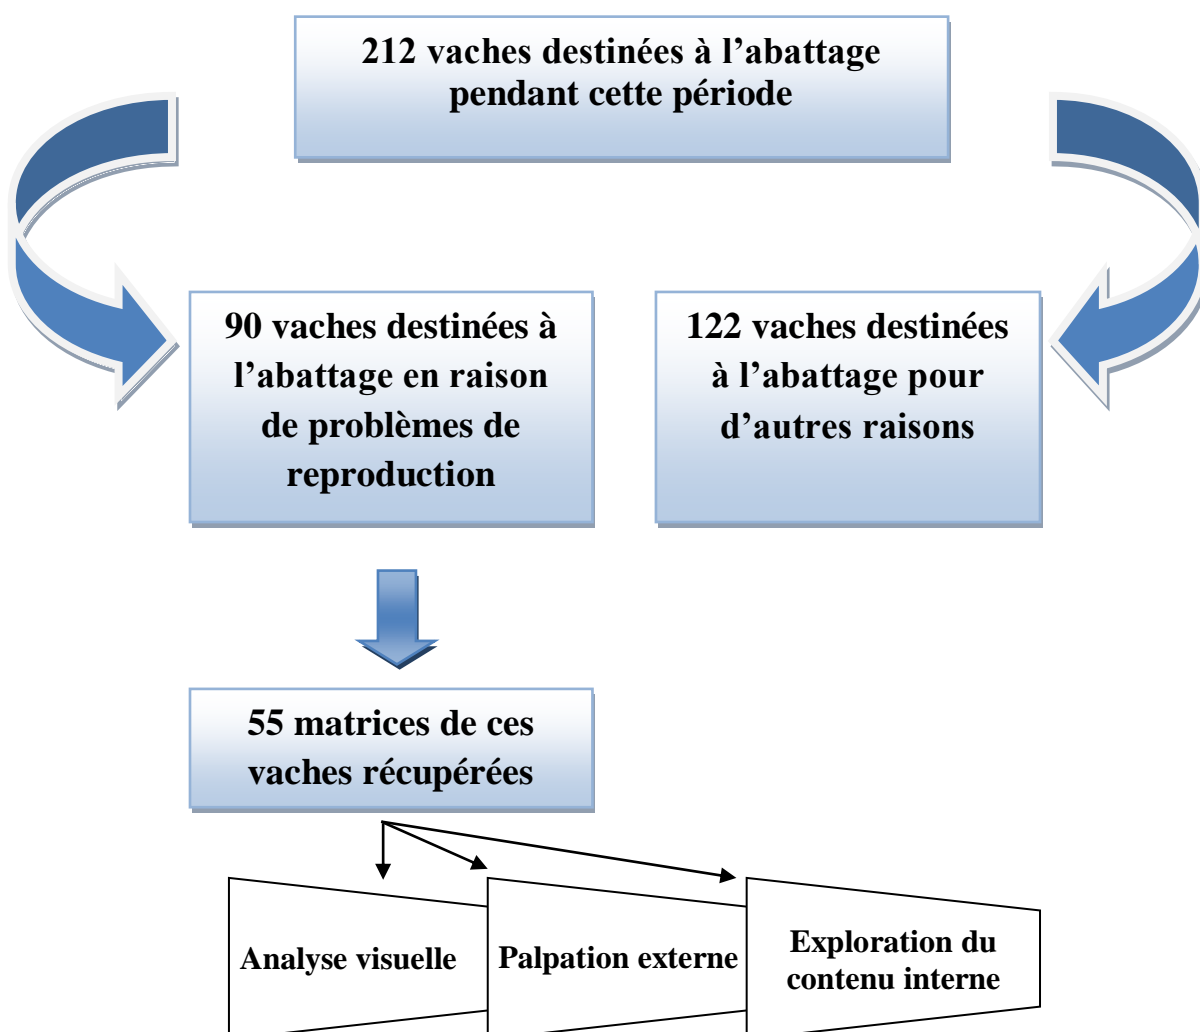 212 vaches destinées à l’abattage
pendant cette période
90 vaches destinées à
l’abattage en raison
de problèmes de
reproduction
122 vaches destinées
à l’abattage pour
d’autres raisons
55 matrices de ces
vaches récupérées
Analyse visuelle
Palpation externe
Exploration du
contenu interne